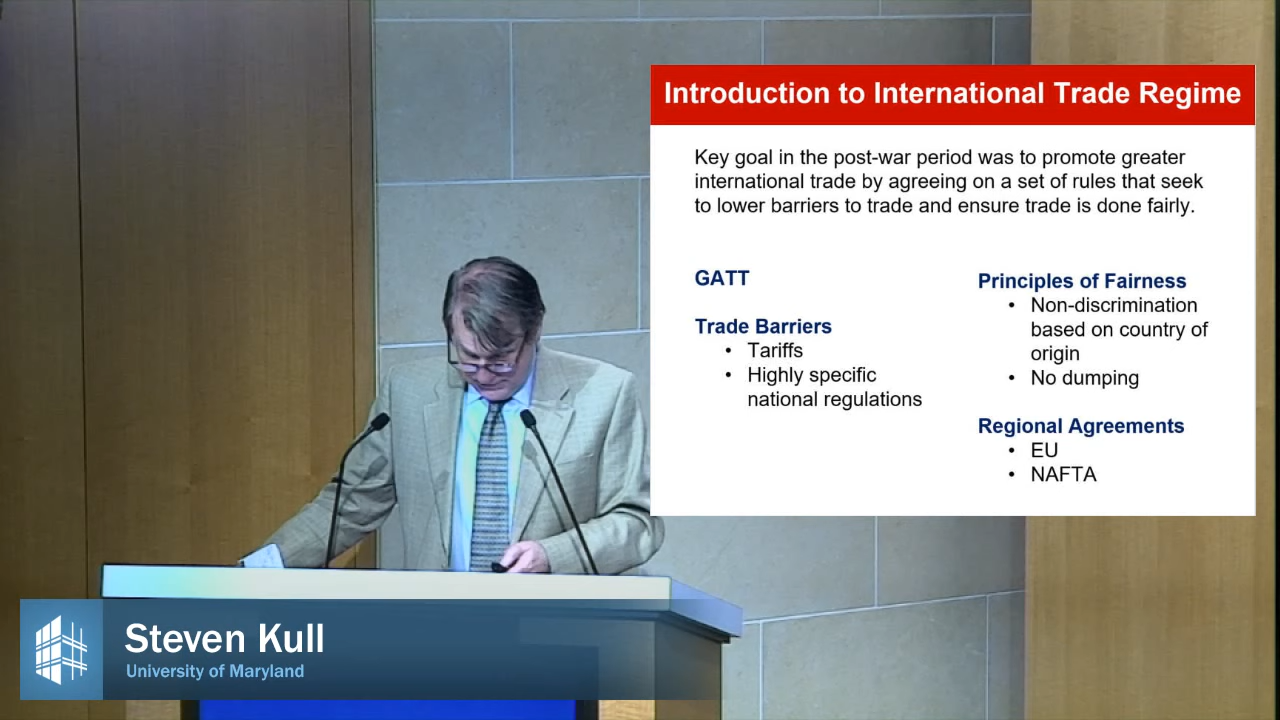 Introduction to International Trade Regime
Key goal in the post-war period was to promote greater
international trade by agreeing on a set of rules that seek
to lower barriers to trade and ensure trade is done fairly.
GATT
Trade Barriers
• Tariffs
• Highly specific
national regulations
Principles of Fairness
• Non-discrimination
based on country of
origin
• No dumping
Regional Agreements
• EU
• NAFTA
Steven Kull
University of Maryland